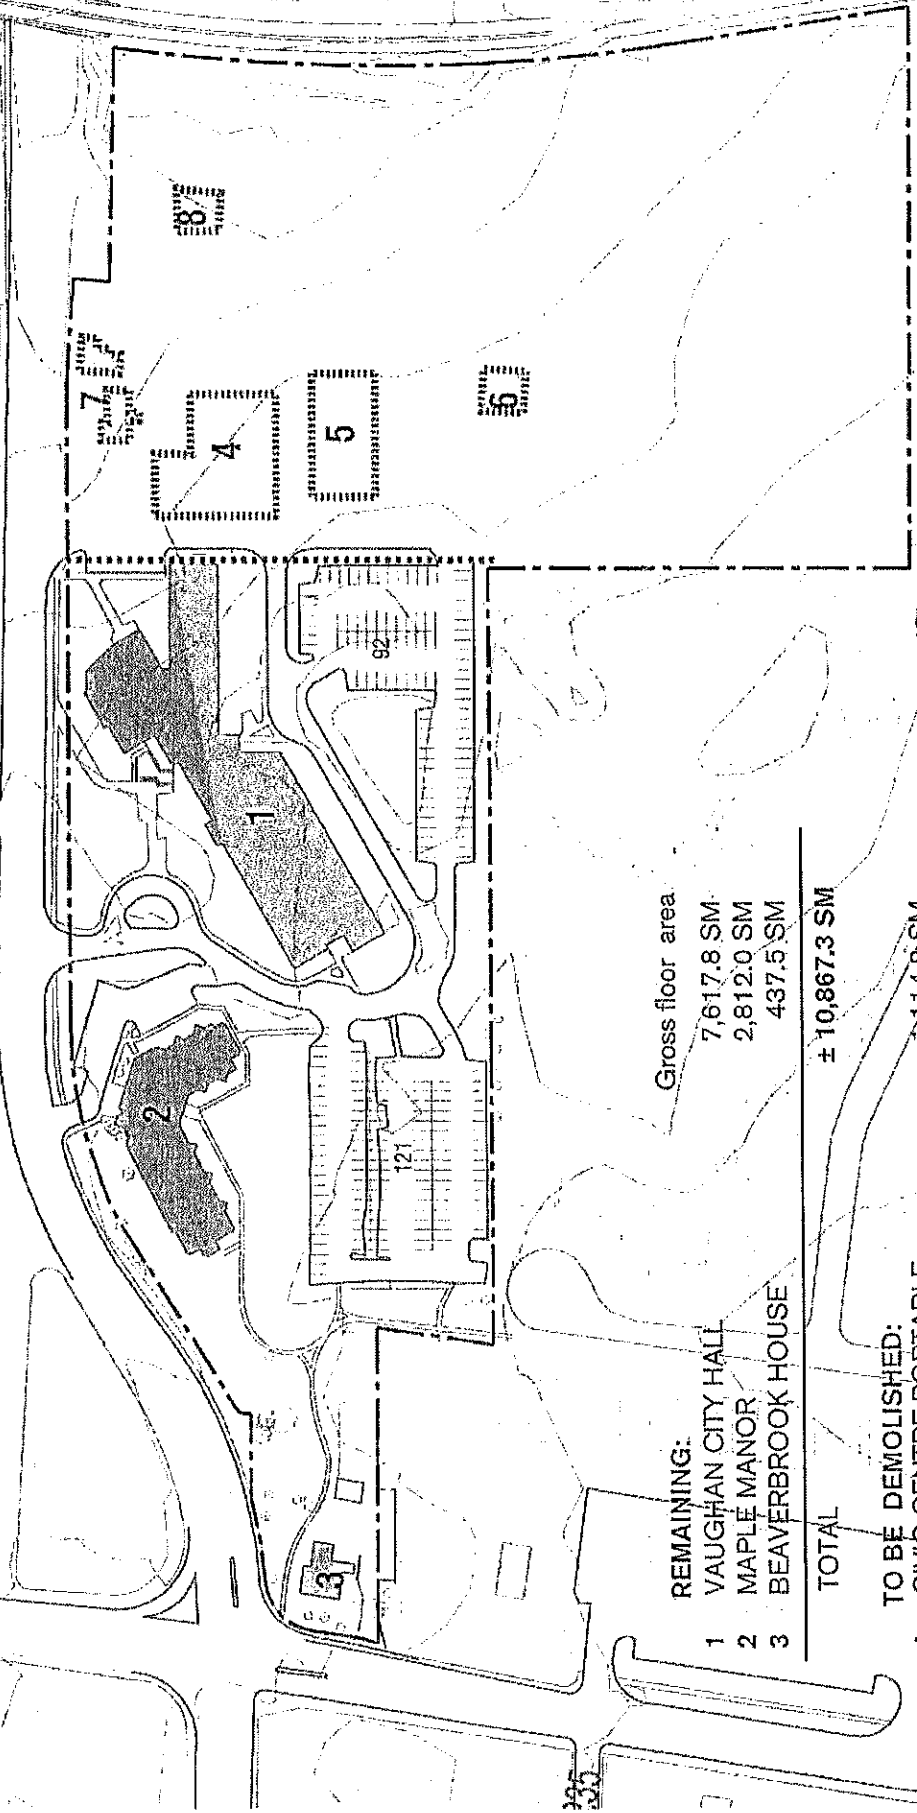 8
7
4
5
6
92
1
2
121
3
Gross floor area
REMAINING:
1 VAUGHAN CITY HALL 7,617.8 SM
2 MAPLE MANOR 2,812.0 SM
3 BEAVERBROOK HOUSE 437.5 SM
TOTAL ± 10,867.3 SM
TO BE DEMOLISHED: